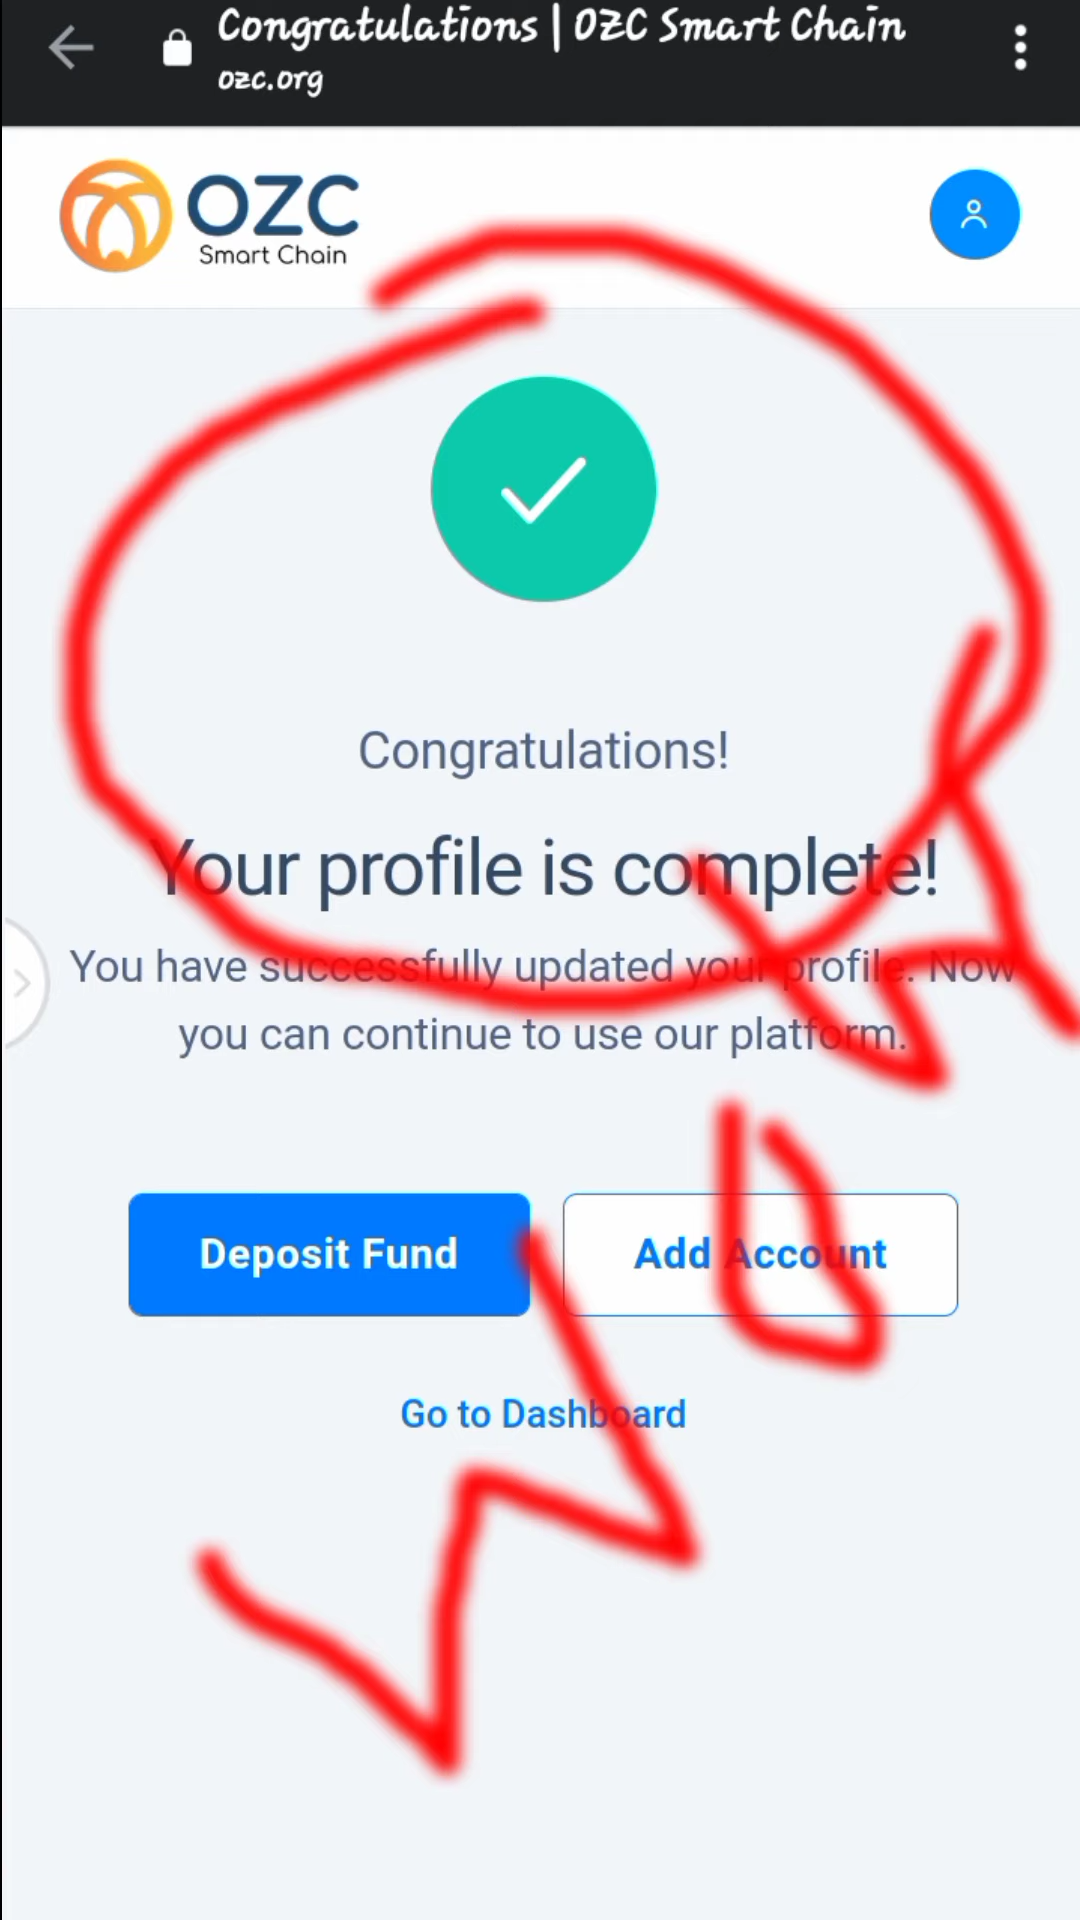 Congratulations | OZC Smart Chain
ozc.org
OZC
Smart Chain
Congratulations!
Your profile is complete!
You have successfully updated your profile. Now
you can continue to use our platform.
Deposit Fund
Add Account
Go to Dashboard